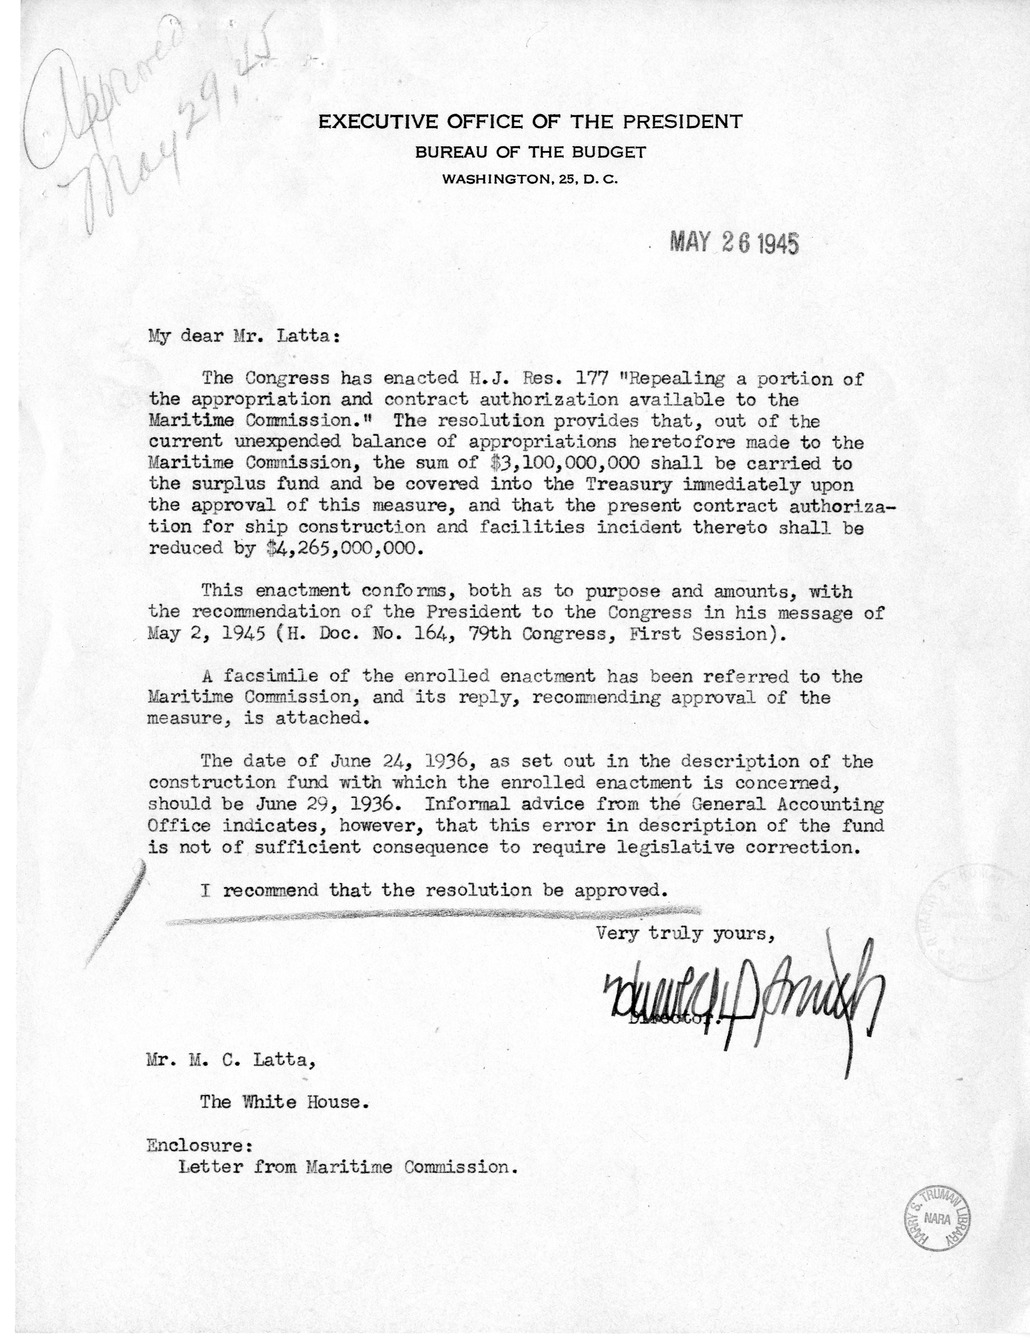 Approved
May 29, 45
EXECUTIVE OFFICE OF THE PRESIDENT
BUREAU OF THE BUDGET
WASHINGTON, 25, D. C.
MAY 26 1945
My dear Mr. Latta:
The Congress has enacted H.J. Res. 177 "Repealing a portion of
the appropriation and contract authorization available to the
Maritime Commission." The resolution provides that, out of the
current unexpended balance of appropriations heretofore made to the
Maritime Commission, the sum of $3,100,000,000 shall be carried to
the surplus fund and be covered into the Treasury immediately upon
the approval of this measure, and that the present contract authoriza-
tion for ship construction and facilities incident thereto shall be
reduced by $4,265,000,000.
This enactment conforms, both as to purpose and amounts, with
the recommendation of the President to the Congress in his message of
May 2, 1945 (H. Doc. No. 164, 79th Congress, First Session).
A facsimile of the enrolled enactment has been referred to the
Maritime Commission, and its reply, recommending approval of the
measure, is attached.
The date of June 24, 1936, as set out in the description of the
construction fund with which the enrolled enactment is concerned,
should be June 29, 1936. Informal advice from the General Accounting
Office indicates, however, that this error in description of the fund
is not of sufficient consequence to require legislative correction.
I recommend that the resolution be approved.
Very truly yours,
Director.
Mr. M. C. Latta,
The White House.
Enclosure:
Letter from Maritime Commission.
HARRY S. TRUMAN LIBRARY
NARA